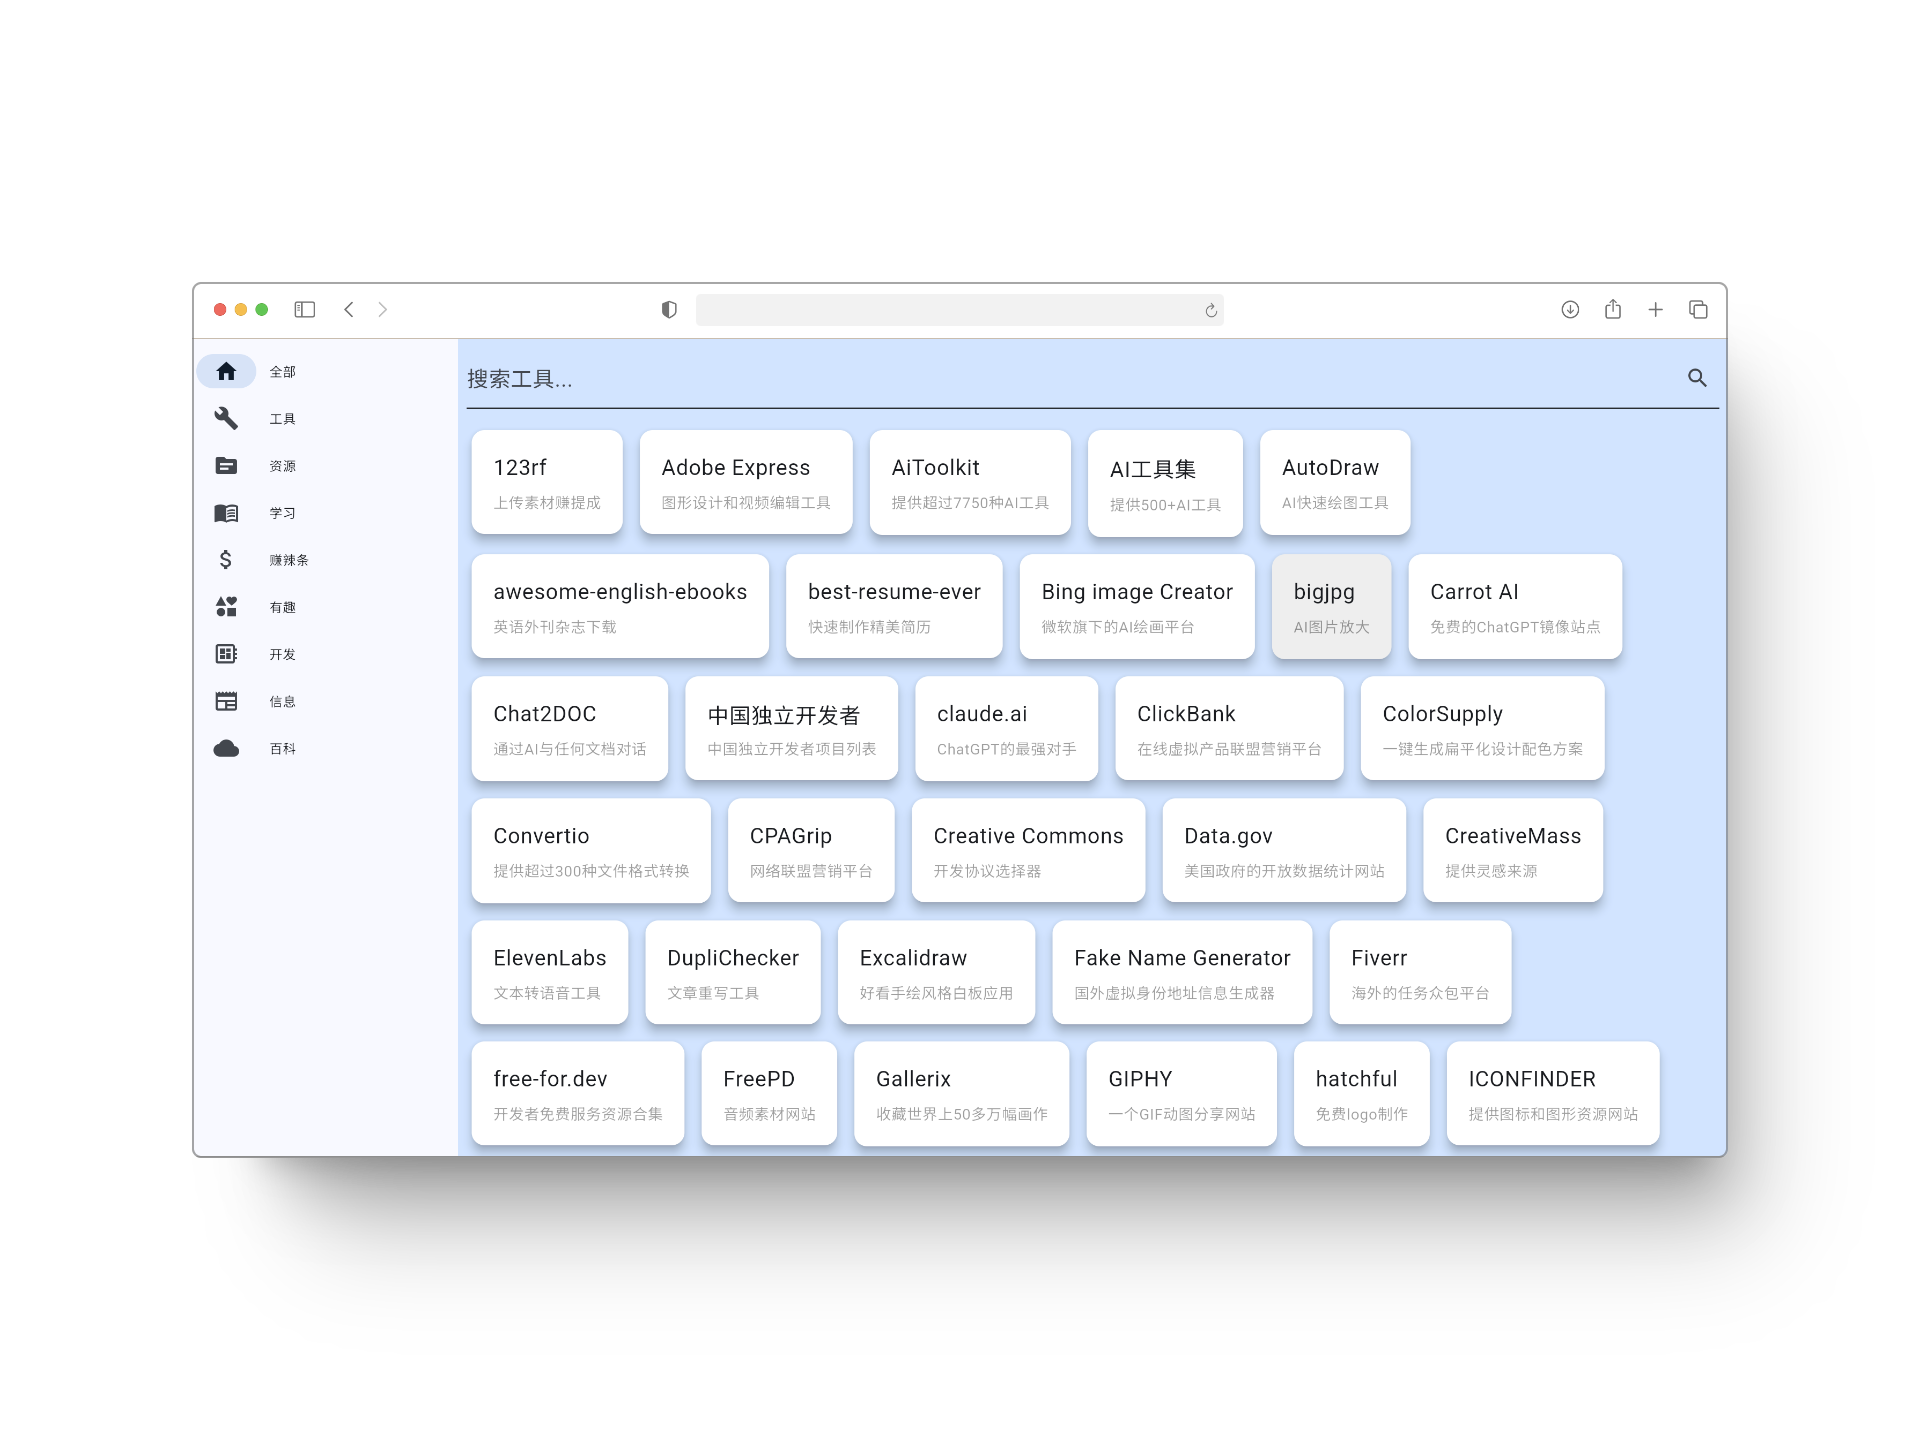 全部
工具
资源
学习
赚辣条
有趣
开发
信息
百科
搜索工具...
123rf
上传素材赚提成
Adobe Express
图形设计和视频编辑工具
AiToolkit
提供超过7750种AI工具
AI工具集
提供500+AI工具
AutoDraw
AI快速绘图工具
awesome-english-ebooks
英语外刊杂志下载
best-resume-ever
快速制作精美简历
Bing image Creator
微软旗下的AI绘画平台
bigjpg
AI图片放大
Carrot AI
免费的ChatGPT镜像站点
Chat2DOC
通过AI与任何文档对话
中国独立开发者
中国独立开发者项目列表
claude.ai
ChatGPT的最强对手
ClickBank
在线虚拟产品联盟营销平台
ColorSupply
一键生成扁平化设计配色方案
Convertio
提供超过300种文件格式转换
CPAGrip
网络联盟营销平台
Creative Commons
开发协议选择器
Data.gov
美国政府的开放数据统计网站
CreativeMass
提供灵感来源
ElevenLabs
文本转语音工具
DupliChecker
文章重写工具
Excalidraw
好看手绘风格白板应用
Fake Name Generator
国外虚拟身份地址信息生成器
Fiverr
海外的任务众包平台
free-for.dev
开发者免费服务资源合集
FreePD
音频素材网站
Gallerix
收藏世界上50多万幅画作
GIPHY
一个GIF动图分享网站
hatchful
免费logo制作
ICONFINDER
提供图标和图形资源网站